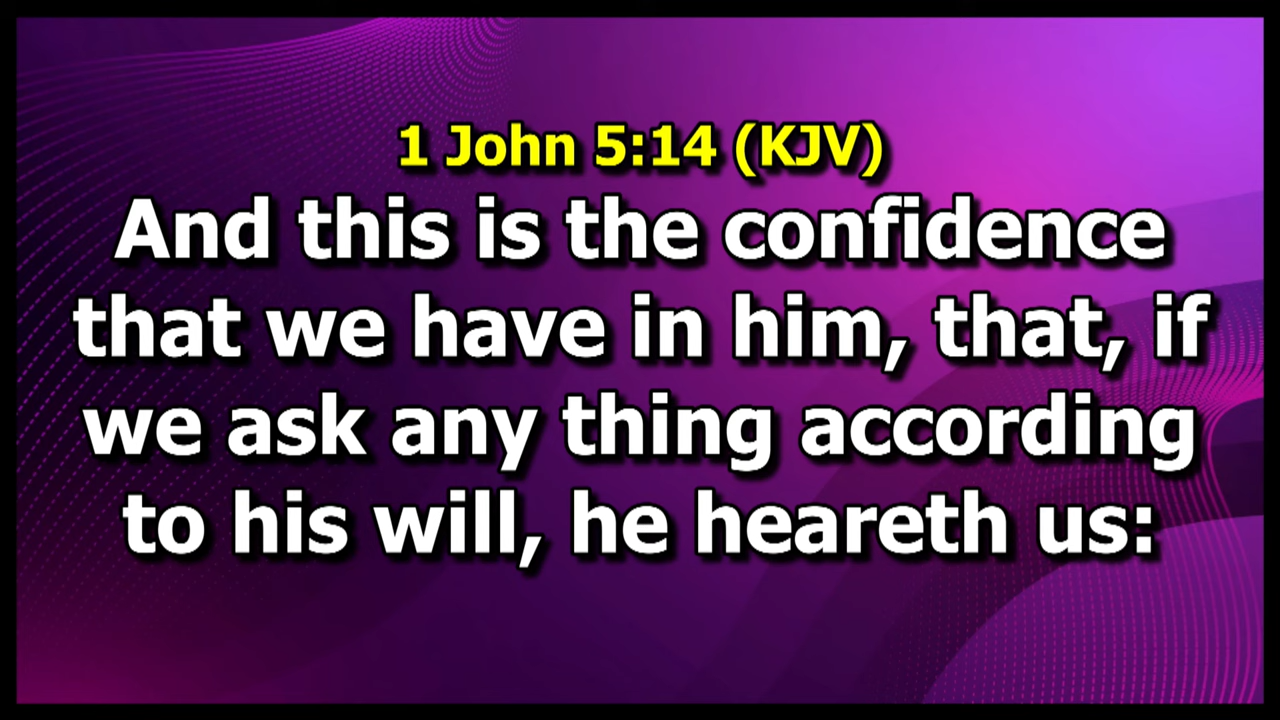 1 John 5:14 (KJV)
And this is the confidence
that we have in him, that, if
we ask any thing according
to his will, he heareth us: